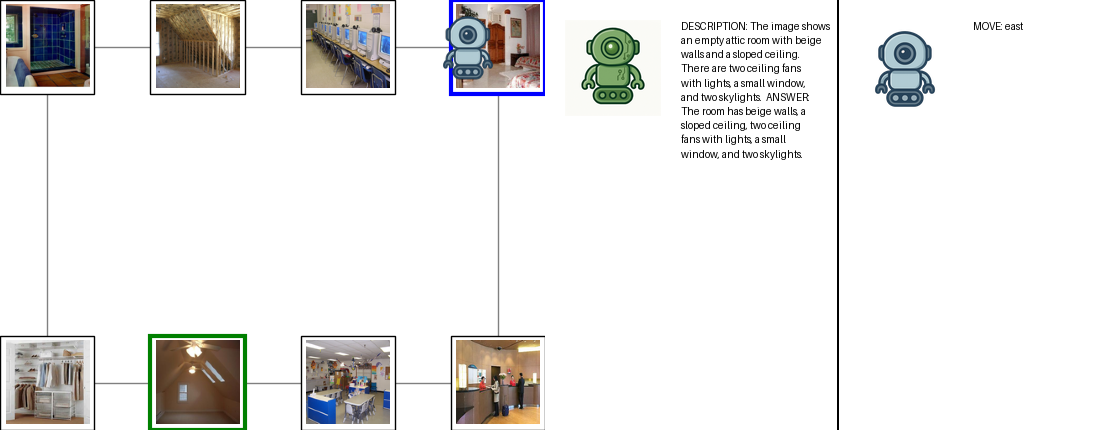 DESCRIPTION: The image shows
an empty attic room with beige
walls and a sloped ceiling.
There are two ceiling fans
with lights, a small window,
and two skylights. ANSWER:
The room has beige walls, a
sloped ceiling, two ceiling
fans with lights, a small
window, and two skylights.
MOVE: east